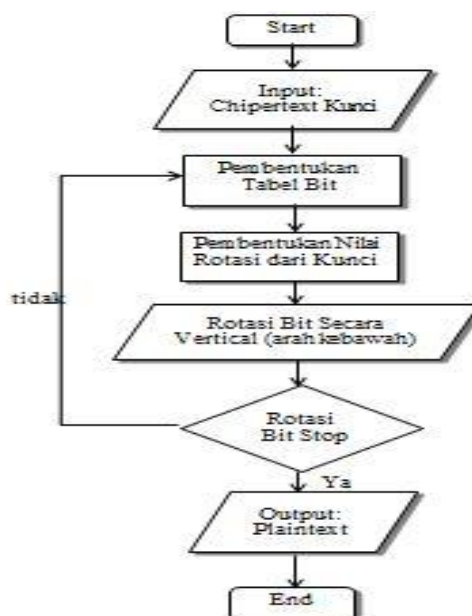 Start
Input:
Chipertext Kunci
Pembentukan
Tabel Bit
Pembentukan Nilai
Rotasi dari Kunci
tidak
Rotasi Bit Secara
Vertical (arah kebawah)
Rotasi
Bit Stop
Ya
Output:
Plaintext
End